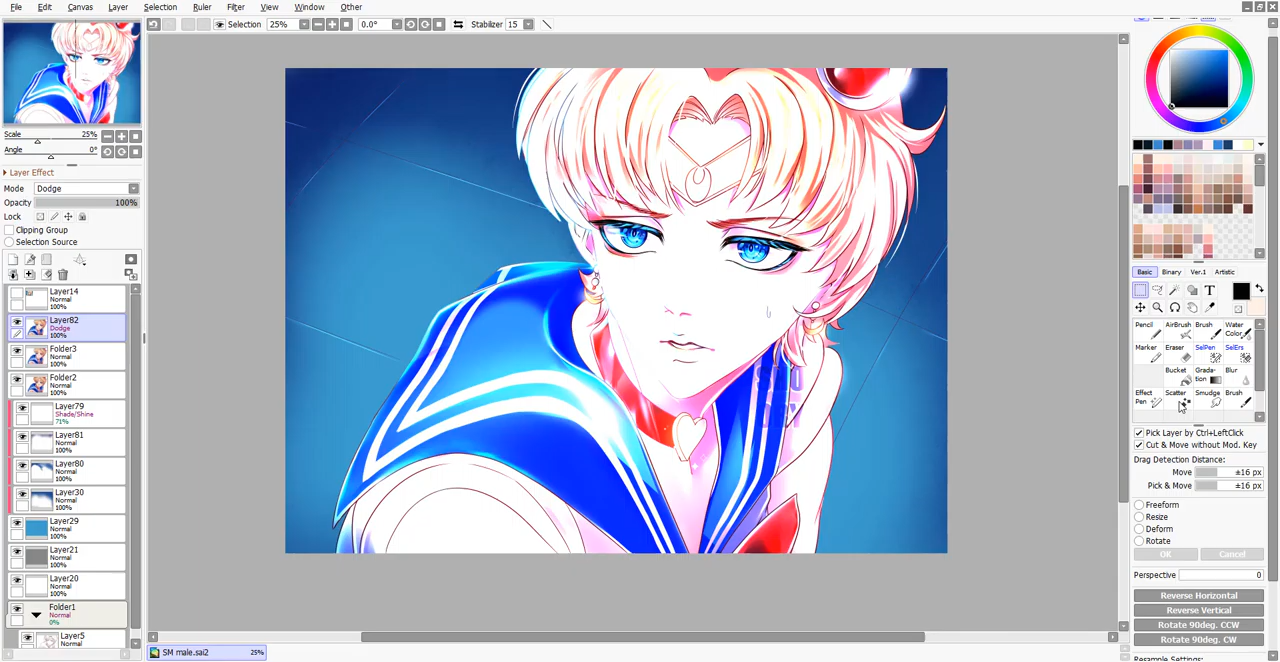 File Edit Canvas Layer Selection Ruler Filter View Window Other
Selection 25% 0.0° Stabilizer 15
Scale 25%
Angle 0°
Layer Effect
Mode Dodge
Opacity 100%
Lock
Clipping Group
Selection Source
Layer14
Normal
100%
Layer82
Dodge
100%
Folder3
Normal
100%
Folder2
Normal
100%
Layer79
Shade/Shine
71%
Layer81
Normal
100%
Layer80
Normal
100%
Layer30
Normal
100%
Layer29
Normal
100%
Layer21
Normal
100%
Layer20
Normal
100%
Folder1
Normal
0%
Layer5
Normal
SM male.sai2 25%
Basic Binary Ver.1 Artistic
T
Pencil AirBrush Brush Water Color
Marker Eraser SelPen SelErs
Bucket Gradation Blur
Effect Pen Scatter Smudge Brush
Pick Layer by Ctrl+LeftClick
Cut & Move without Mod. Key
Drag Detection Distance:
Move ±16 px
Pick & Move ±16 px
Freeform
Resize
Deform
Rotate
OK Cancel
Perspective 0
Reverse Horizontal
Reverse Vertical
Rotate 90deg. CCW
Rotate 90deg. CW
Resample Settings: